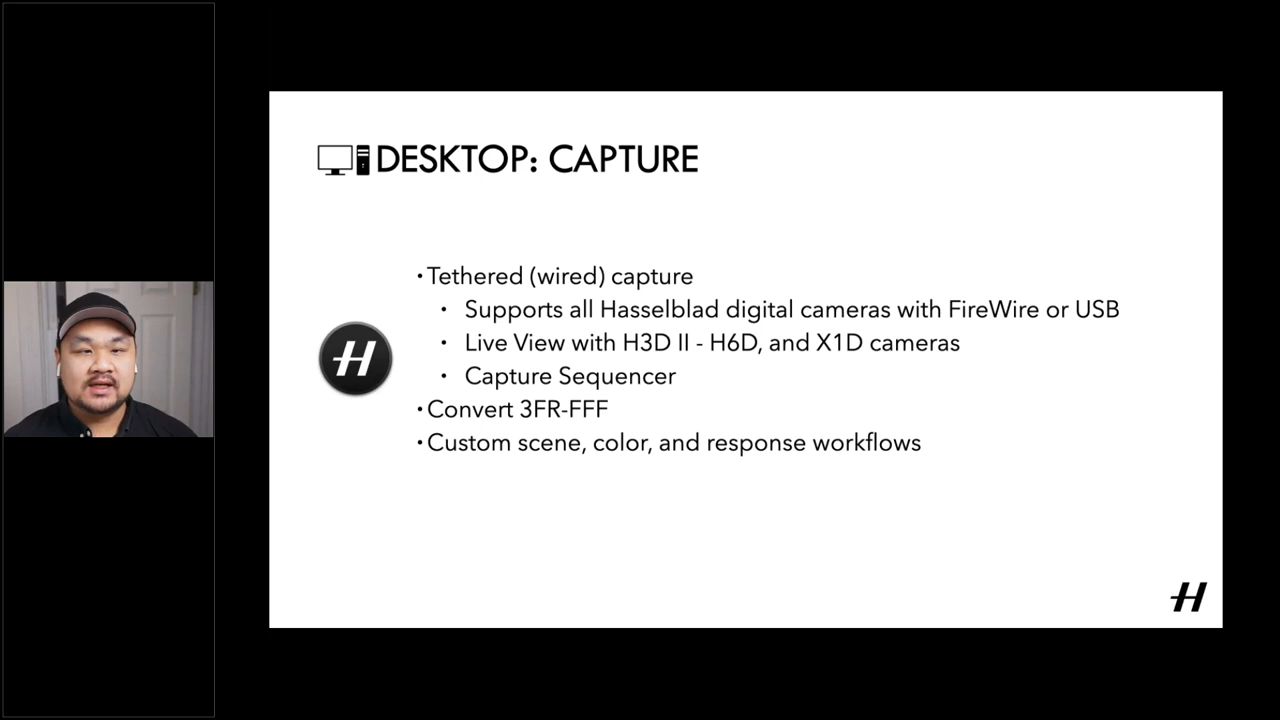 DESKTOP: CAPTURE
• Tethered (wired) capture
• Supports all Hasselblad digital cameras with FireWire or USB
• Live View with H3D II - H6D, and X1D cameras
• Capture Sequencer
• Convert 3FR-FFF
• Custom scene, color, and response workflows